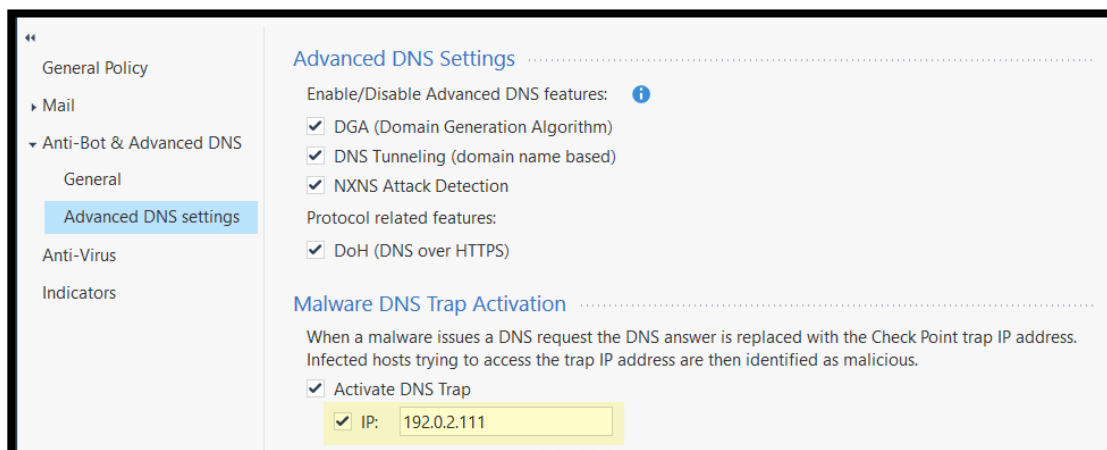 General Policy
Mail
Anti-Bot & Advanced DNS
General
Advanced DNS settings
Anti-Virus
Indicators
Advanced DNS Settings
Enable/Disable Advanced DNS features:
DGA (Domain Generation Algorithm)
DNS Tunneling (domain name based)
NXNS Attack Detection
Protocol related features:
DoH (DNS over HTTPS)
Malware DNS Trap Activation
When a malware issues a DNS request the DNS answer is replaced with the Check Point trap IP address.
Infected hosts trying to access the trap IP address are then identified as malicious.
Activate DNS Trap
IP: 192.0.2.111